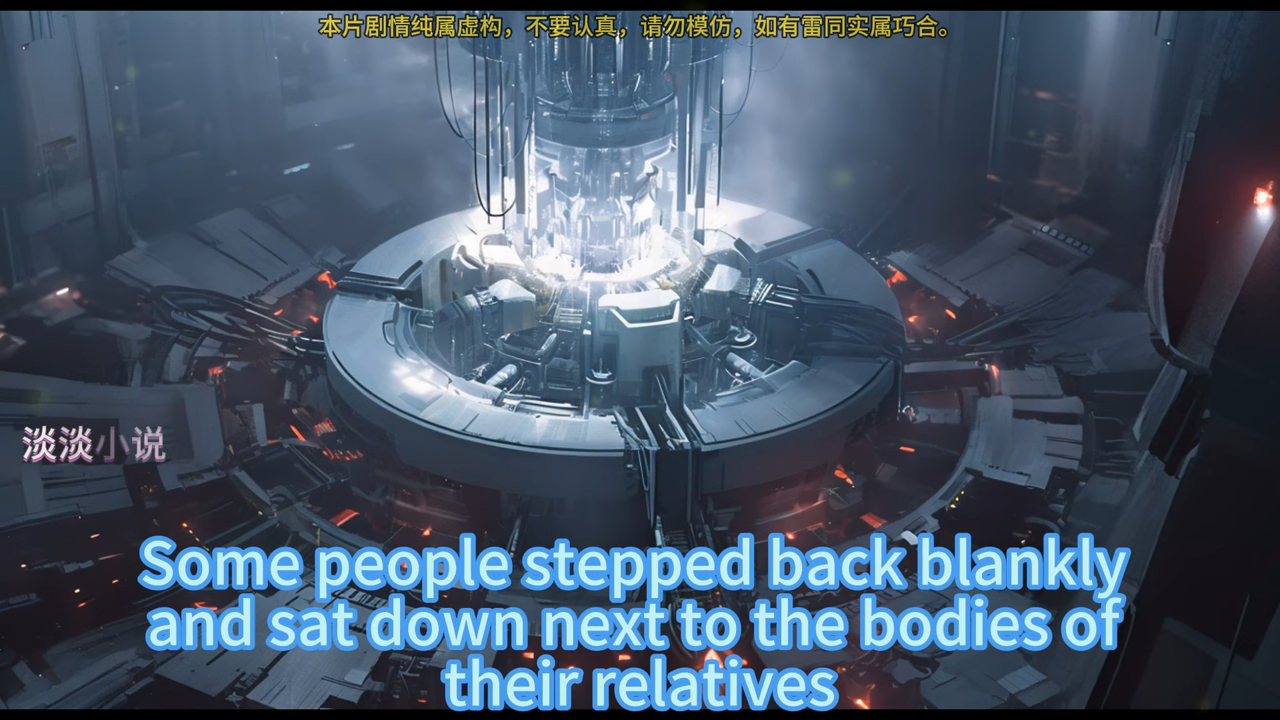 本片剧情纯属虚构，不要认真，请勿模仿，如有雷同实属巧合。
淡淡小说
Some people stepped back blankly
and sat down next to the bodies of
their relatives